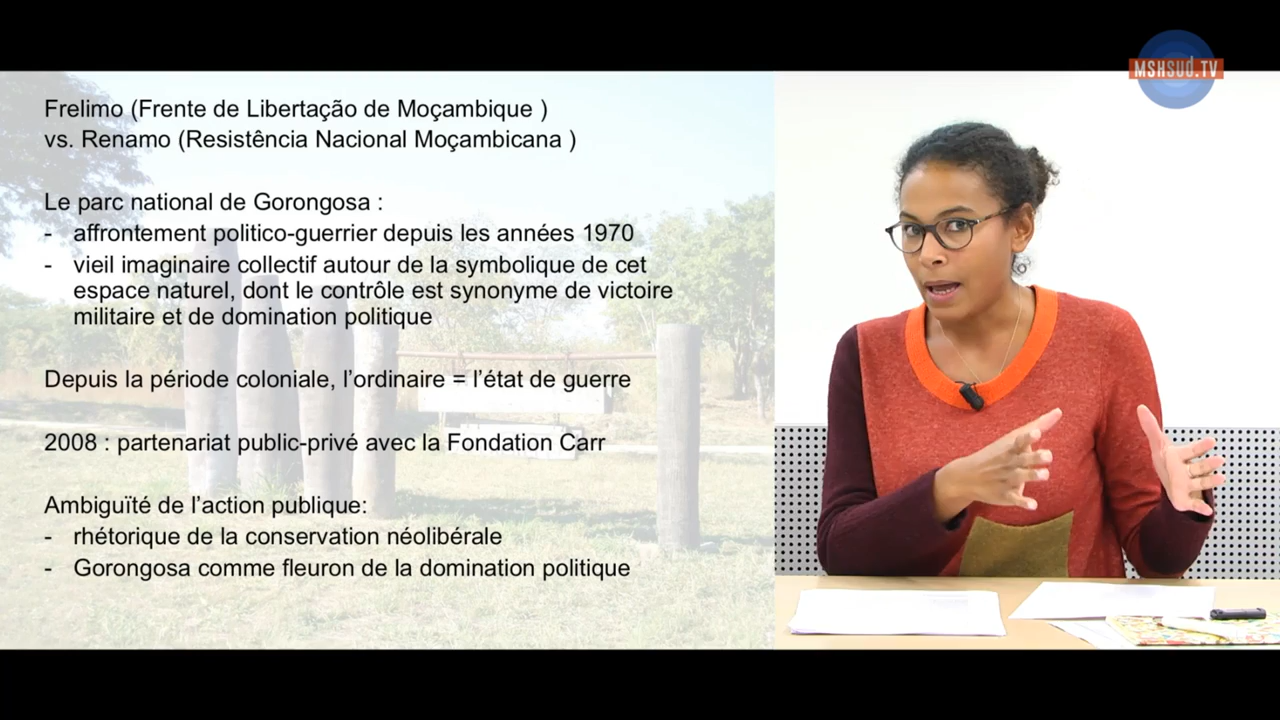 MSHSUD.TV
Frelimo (Frente de Libertação de Moçambique )
vs. Renamo (Resistência Nacional Moçambicana )
Le parc national de Gorongosa :
- affrontement politico-guerrier depuis les années 1970
- vieil imaginaire collectif autour de la symbolique de cet
espace naturel, dont le contrôle est synonyme de victoire
militaire et de domination politique
Depuis la période coloniale, l’ordinaire = l’état de guerre
2008 : partenariat public-privé avec la Fondation Carr
Ambiguïté de l’action publique:
- rhétorique de la conservation néolibérale
- Gorongosa comme fleuron de la domination politique